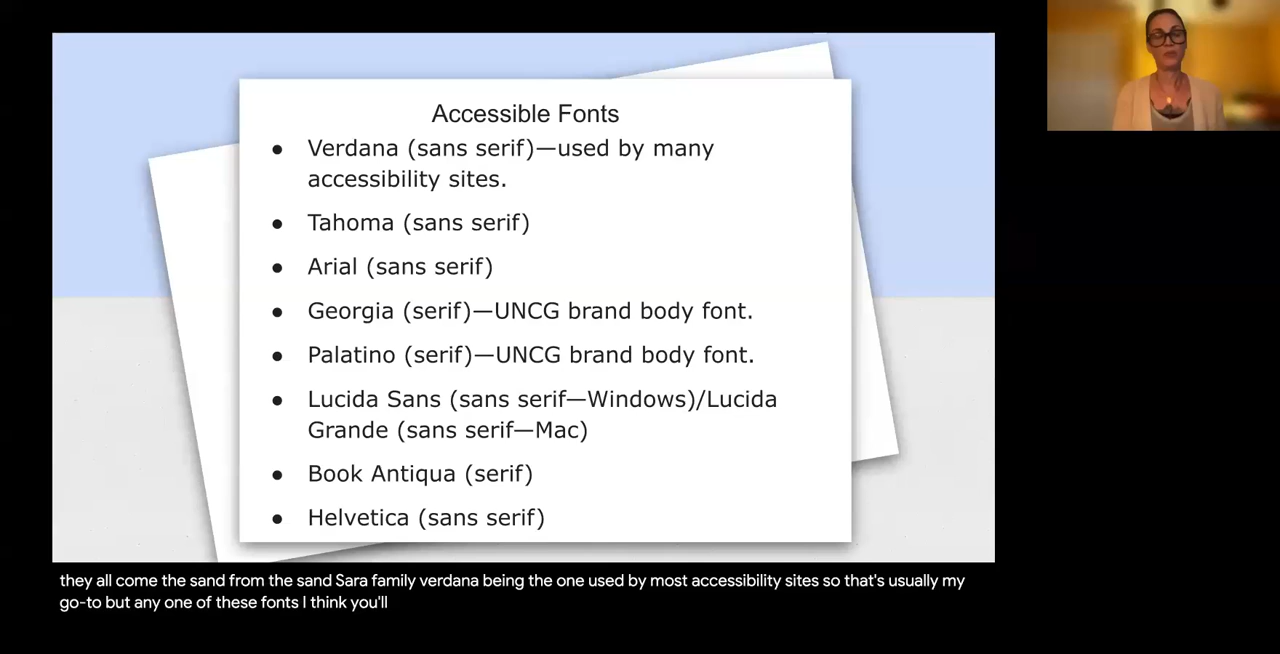 Accessible Fonts
● Verdana (sans serif)—used by many
accessibility sites.
● Tahoma (sans serif)
● Arial (sans serif)
● Georgia (serif)—UNCG brand body font.
● Palatino (serif)—UNCG brand body font.
● Lucida Sans (sans serif—Windows)/Lucida
Grande (sans serif—Mac)
● Book Antiqua (serif)
● Helvetica (sans serif)
they all come the sand from the sand Sara family verdana being the one used by most accessibility sites so that's usually my
go-to but any one of these fonts I think you'll